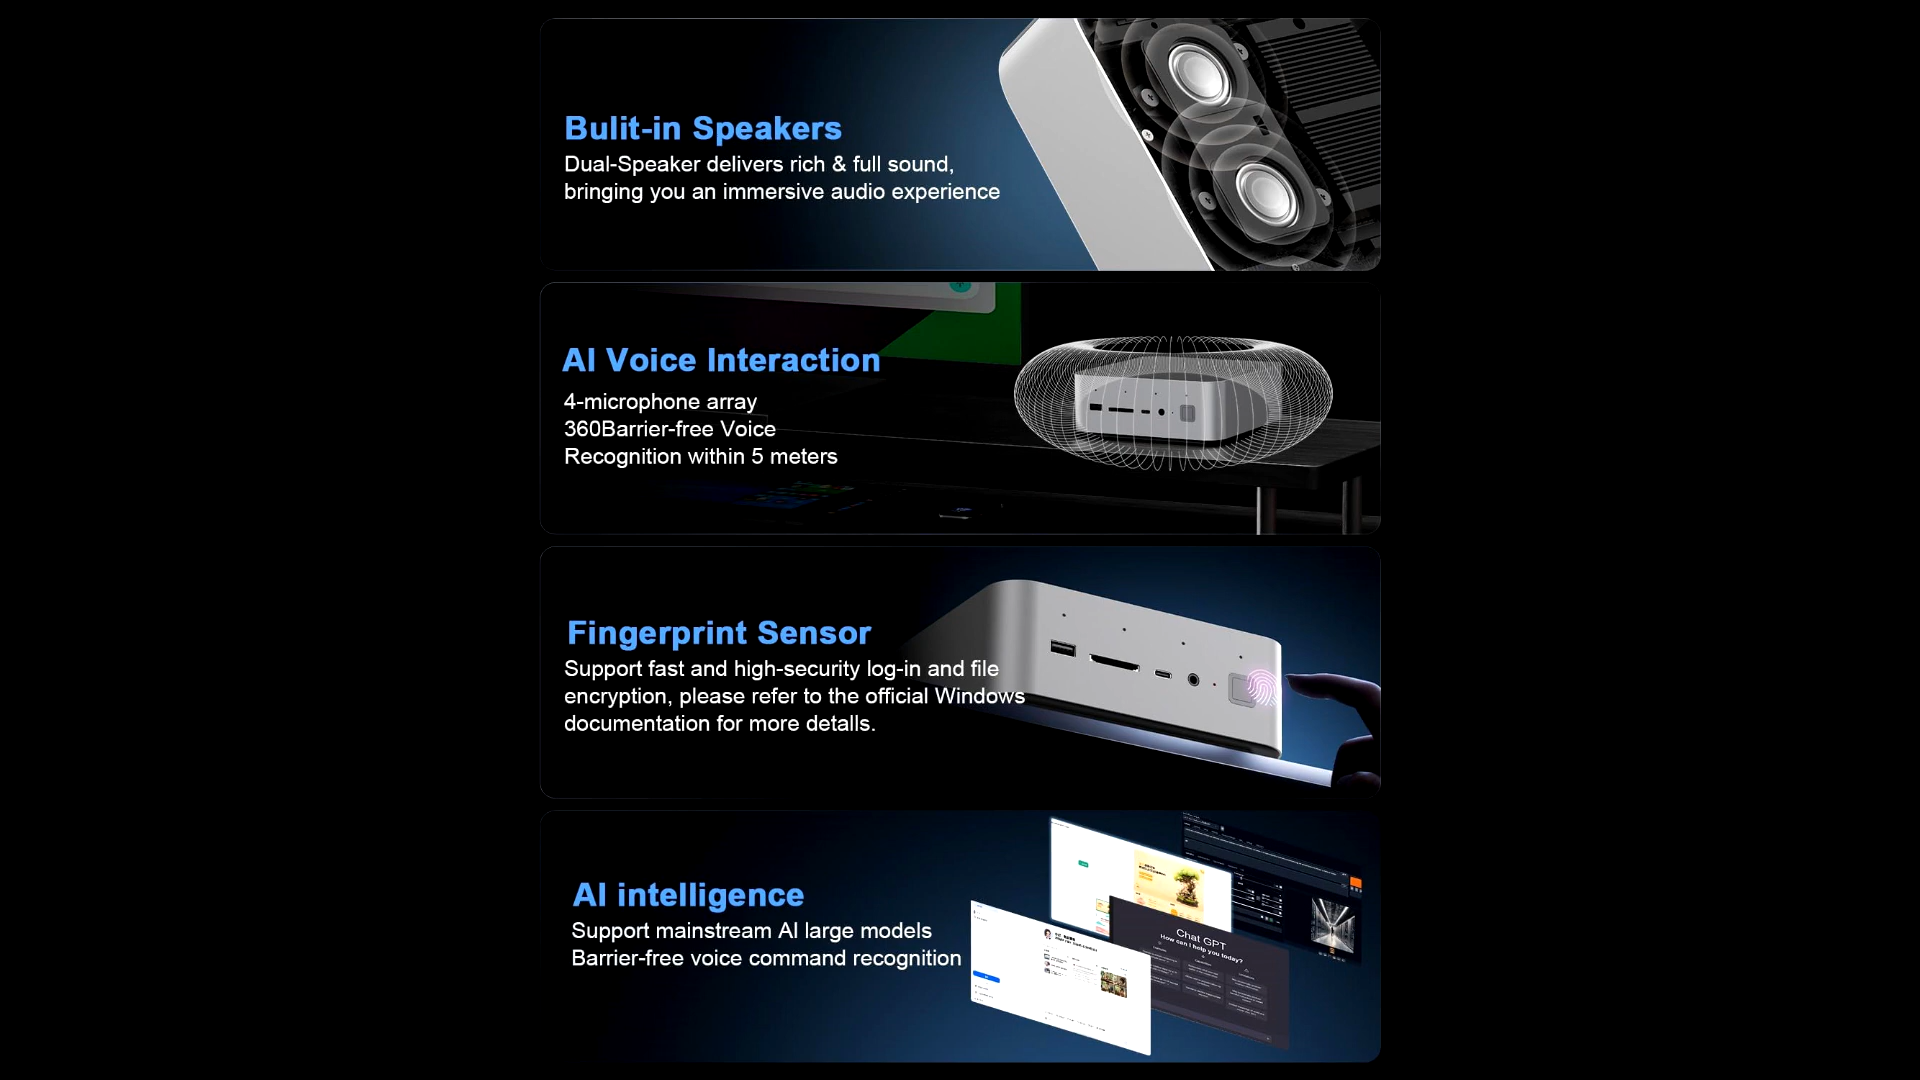 Bulit-in Speakers
Dual-Speaker delivers rich & full sound,
bringing you an immersive audio experience
AI Voice Interaction
4-microphone array
360Barrier-free Voice
Recognition within 5 meters
Fingerprint Sensor
Support fast and high-security log-in and file
encryption, please refer to the official Windows
documentation for more detalls.
AI intelligence
Support mainstream AI large models
Barrier-free voice command recognition
Chat GPT
How can I help you today?